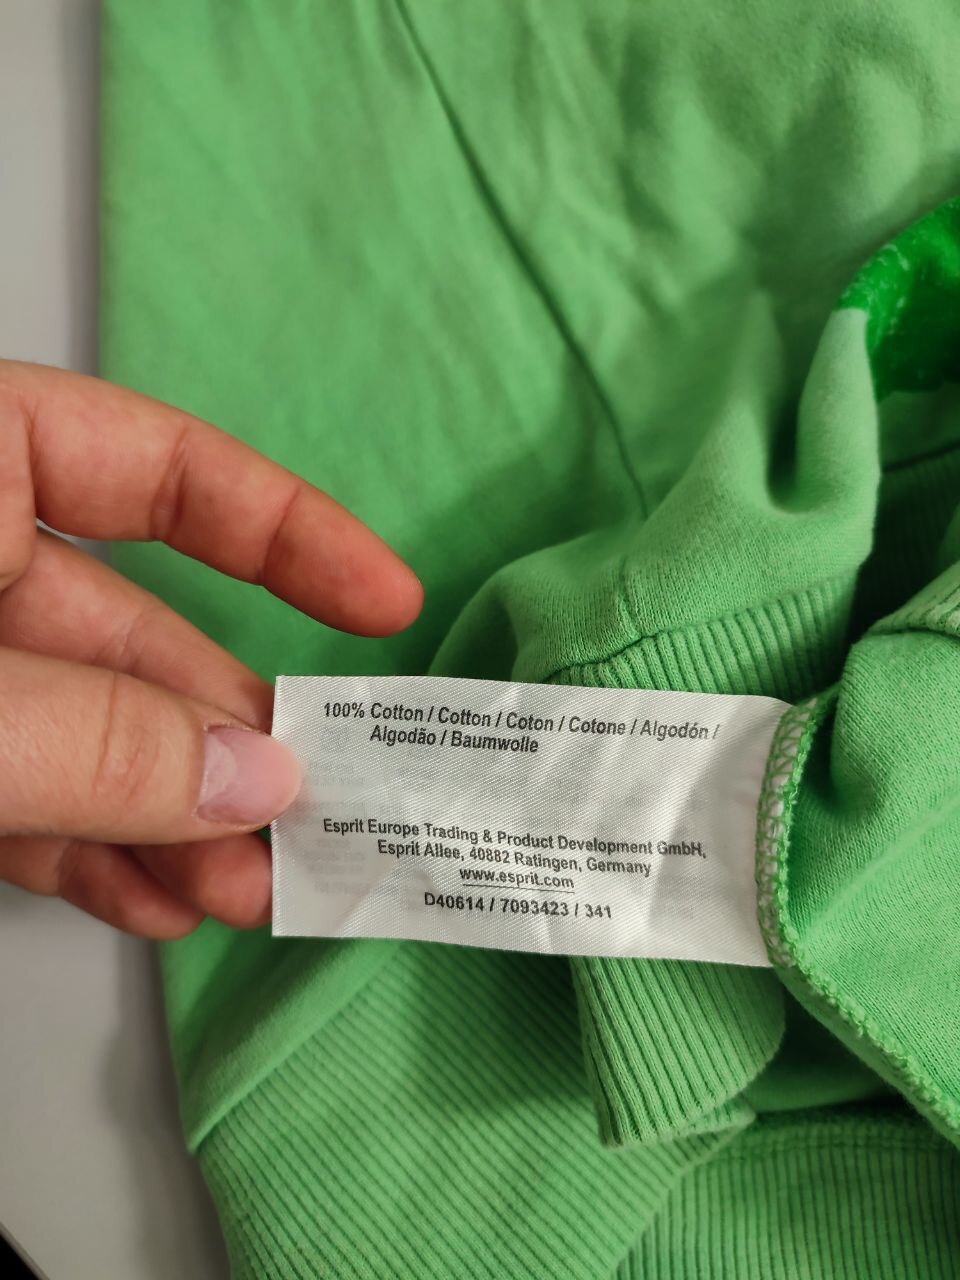 100% Cotton / Cotton / Coton / Cotone / Algodón /
Algodão / Baumwolle
Esprit Europe Trading & Product Development GmbH,
Esprit Allee, 40882 Ratingen, Germany
www.esprit.com
D40614 / 7093423 / 341